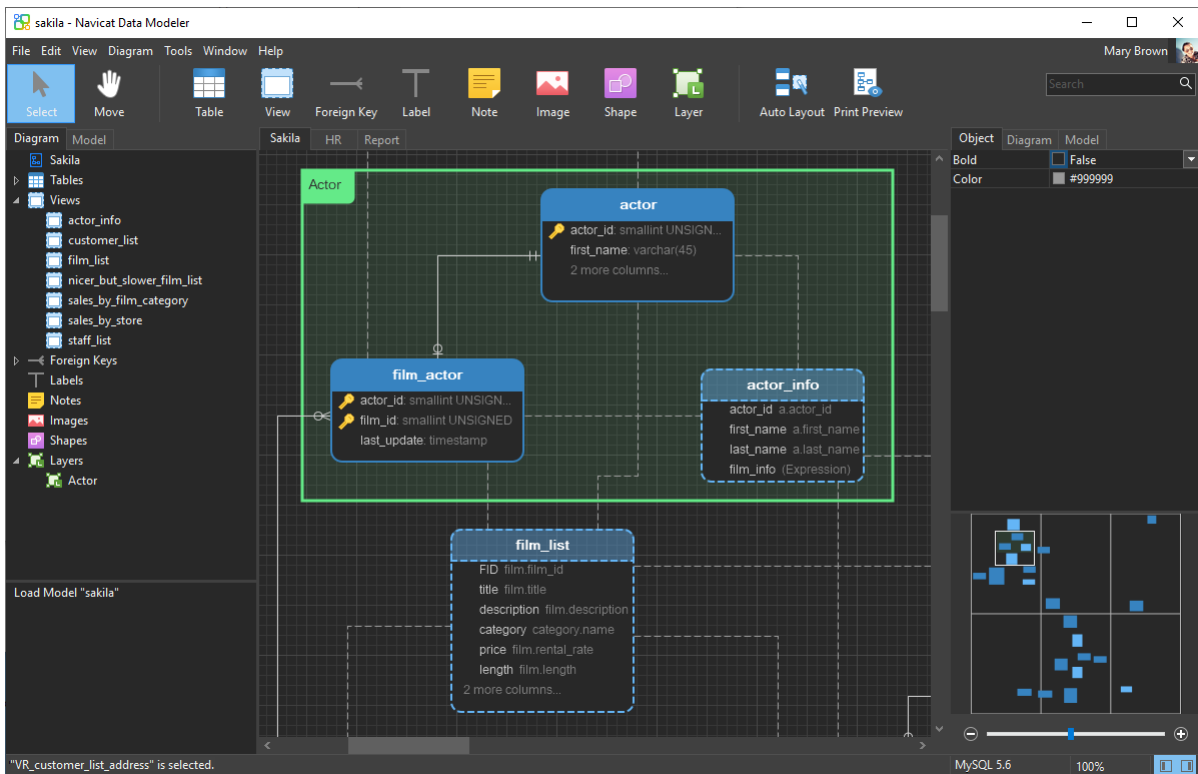 sakila - Navicat Data Modeler
File Edit View Diagram Tools Window Help
Mary Brown
Select
Move
Table
View
Foreign Key
Label
Note
Image
Shape
Layer
Auto Layout
Print Preview
Search
Diagram Model
Sakila
Tables
Views
actor_info
customer_list
film_list
nicer_but_slower_film_list
sales_by_film_category
sales_by_store
staff_list
Foreign Keys
Labels
Notes
Images
Shapes
Layers
Actor
Load Model "sakila"
Sakila HR Report
Actor
actor
actor_id: smallint UNSIGN...
first_name: varchar(45)
2 more columns...
film_actor
actor_id: smallint UNSIGN...
film_id: smallint UNSIGNED
last_update: timestamp
actor_info
actor_id a.actor_id
first_name a.first_name
last_name a.last_name
film_info (Expression)
film_list
FID film.film_id
title film.title
description film.description
category category.name
price film.rental_rate
length film.length
2 more columns...
Object Diagram Model
Bold False
Color #999999
"VR_customer_list_address" is selected.
MySQL 5.6
100%